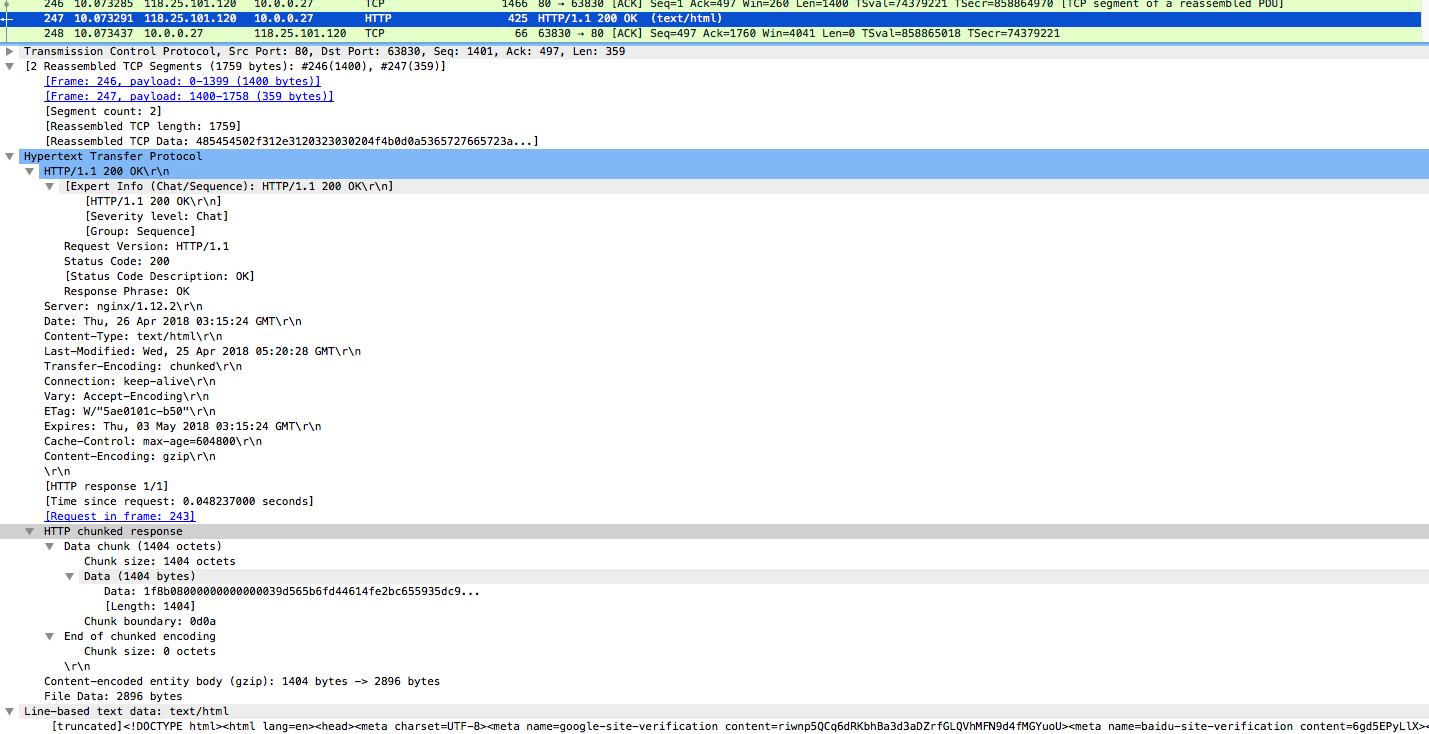 246 10.073285 118.25.101.120 10.0.0.27 TCP 1466 80 → 63830 [ACK] Seq=1 Ack=497 Win=260 Len=1400 TSval=74379221 TSecr=858864970 [TCP segment of a reassembled PDU]
247 10.073291 118.25.101.120 10.0.0.27 HTTP 425 HTTP/1.1 200 OK (text/html)
248 10.073437 10.0.0.27 118.25.101.120 TCP 66 63830 → 80 [ACK] Seq=497 Ack=1760 Win=4041 Len=0 TSval=858865018 TSecr=74379221
Transmission Control Protocol, Src Port: 80, Dst Port: 63830, Seq: 1401, Ack: 497, Len: 359
[2 Reassembled TCP Segments (1759 bytes): #246(1400), #247(359)]
[Frame: 246, payload: 0-1399 (1400 bytes)]
[Frame: 247, payload: 1400-1758 (359 bytes)]
[Segment count: 2]
[Reassembled TCP length: 1759]
[Reassembled TCP Data: 485454502f312e3120323030204f4b0d0a5365727665723a...]
Hypertext Transfer Protocol
HTTP/1.1 200 OK\r\n
[Expert Info (Chat/Sequence): HTTP/1.1 200 OK\r\n]
[HTTP/1.1 200 OK\r\n]
[Severity level: Chat]
[Group: Sequence]
Request Version: HTTP/1.1
Status Code: 200
[Status Code Description: OK]
Response Phrase: OK
Server: nginx/1.12.2\r\n
Date: Thu, 26 Apr 2018 03:15:24 GMT\r\n
Content-Type: text/html\r\n
Last-Modified: Wed, 25 Apr 2018 05:20:28 GMT\r\n
Transfer-Encoding: chunked\r\n
Connection: keep-alive\r\n
Vary: Accept-Encoding\r\n
ETag: W/"5ae0101c-b50"\r\n
Expires: Thu, 03 May 2018 03:15:24 GMT\r\n
Cache-Control: max-age=604800\r\n
Content-Encoding: gzip\r\n
\r\n
[HTTP response 1/1]
[Time since request: 0.048237000 seconds]
[Request in frame: 243]
HTTP chunked response
Data chunk (1404 octets)
Chunk size: 1404 octets
Data (1404 bytes)
Data: 1f8b08000000000000039d565b6fd44614fe2bc655935dc9...
[Length: 1404]
Chunk boundary: 0d0a
End of chunked encoding
Chunk size: 0 octets
\r\n
Content-encoded entity body (gzip): 1404 bytes -> 2896 bytes
File Data: 2896 bytes
Line-based text data: text/html
[truncated]<!DOCTYPE html><html lang=en><head><meta charset=UTF-8><meta name=google-site-verification content=riwnp5QCq6dRKbhBa3d3aDZrfGLQVhMFN9d4fMGYuoU><meta name=baidu-site-verification content=6gd5EPyLlX><